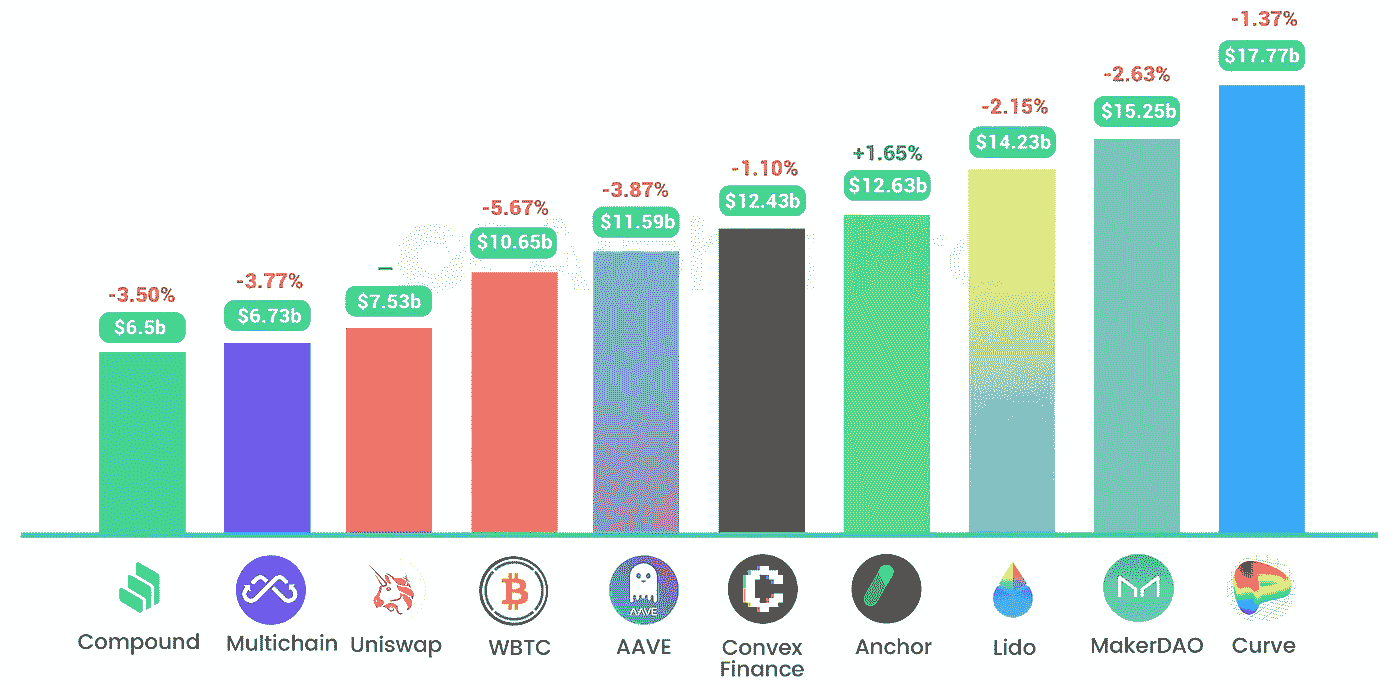 -1.37%
$17.77b
-2.63%
$15.25b
-2.15%
$14.23b
+1.65%
$12.63b
-1.10%
$12.43b
-3.87%
$11.59b
-5.67%
$10.65b
–
$7.53b
-3.77%
$6.73b
-3.50%
$6.5b
AAVE
Compound
Multichain
Uniswap
WBTC
AAVE
Convex
Finance
Anchor
Lido
MakerDAO
Curve